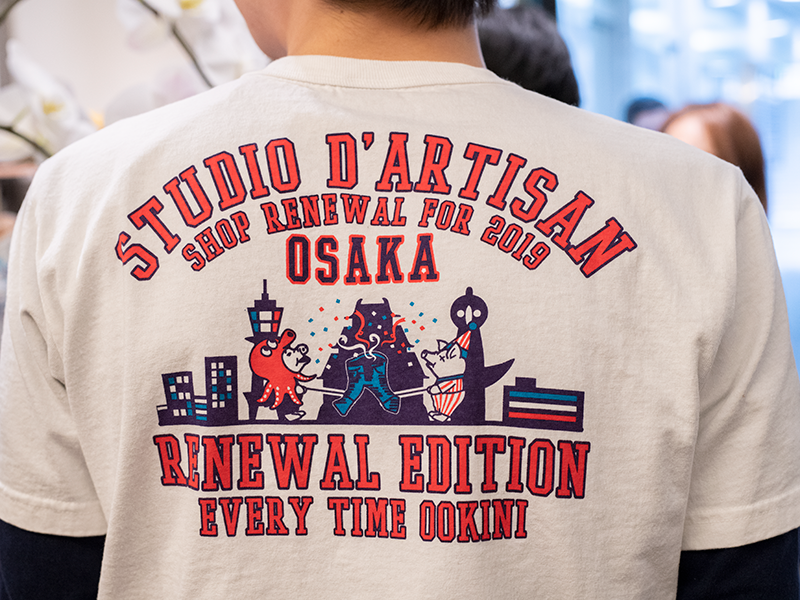 STUDIO D'ARTISAN
SHOP RENEWAL FOR 2019
OSAKA
RENEWAL EDITION
EVERY TIME OOKINI